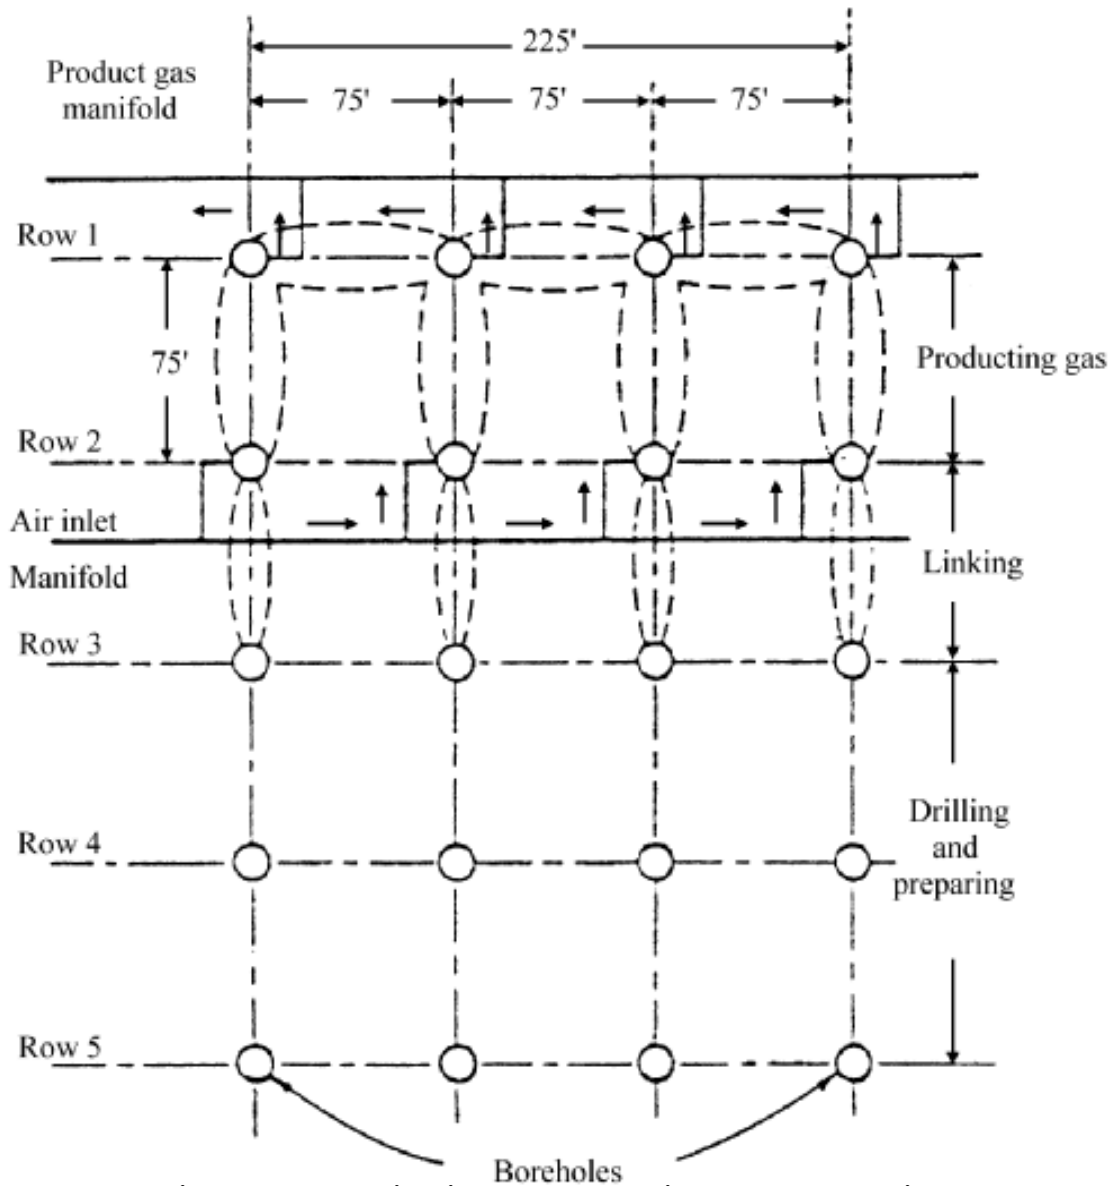 225'
Product gas
manifold
75'
75'
75'
Row 1
75'
Producting gas
Row 2
Air inlet
Linking
Manifold
Row 3
Drilling
and
preparing
Row 4
Row 5
Boreholes